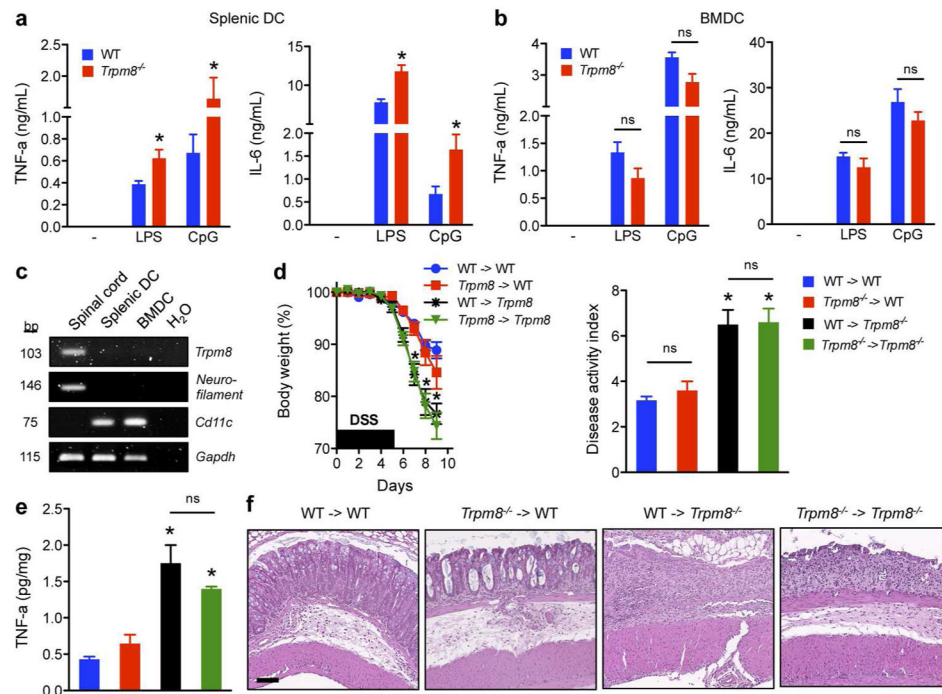 a
Splenic DC
WT
Trpm8-/-
TNF-a (ng/mL)
2.0
1.6
1.2
1.0
0.8
0.6
0.4
0.2
0.0
*
*
-
LPS
CpG
IL-6 (ng/mL)
15
10
2.0
1.5
1.0
0.5
0.0
*
*
-
LPS
CpG
b
BMDC
WT
Trpm8-/-
TNF-a (ng/mL)
4
3
2.0
1.5
1.0
0.5
0.0
ns
ns
-
LPS
CpG
IL-6 (ng/mL)
40
30
20
10
0
ns
ns
-
LPS
CpG
c
bp
Spinal cord
Splenic DC
BMDC
H2O
103
Trpm8
146
Neuro-
filament
75
Cd11c
115
Gapdh
d
WT -> WT
Trpm8 -> WT
WT -> Trpm8
Trpm8 -> Trpm8
Body weight (%)
100
90
80
70
*
*
*
*
DSS
0 2 4 6 8 10
Days
Disease activity index
8
6
4
2
0
ns
ns
*
*
WT -> WT
Trpm8-/- -> WT
WT -> Trpm8-/-
Trpm8-/- -> Trpm8-/-
e
TNF-a (pg/mg)
2.5
2.0
1.5
1.0
0.5
0.0
ns
*
*
f
WT -> WT
Trpm8-/- -> WT
WT -> Trpm8-/-
Trpm8-/- -> Trpm8-/-